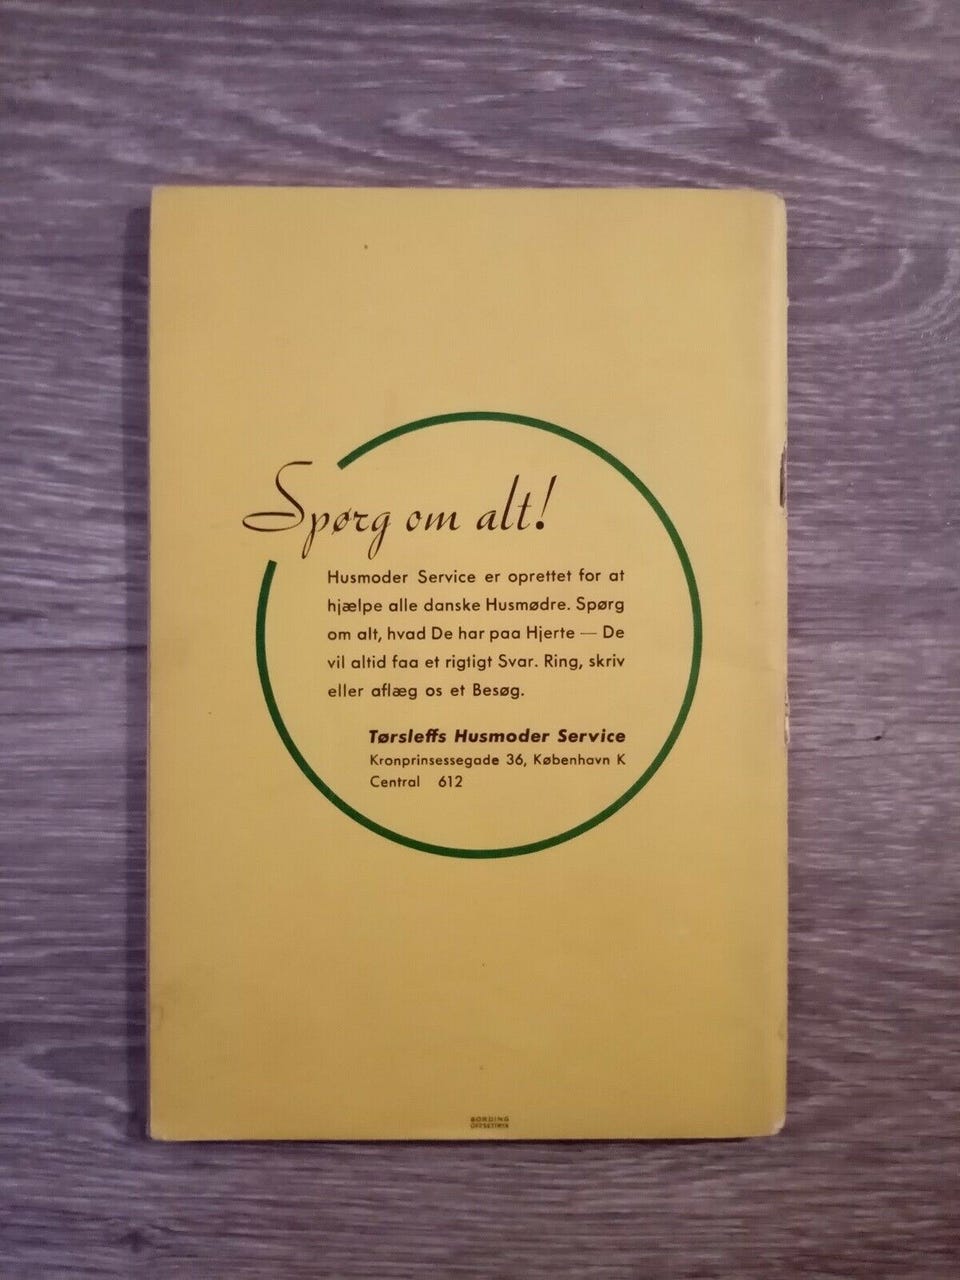 Spørg om alt!
Husmoder Service er oprettet for at
hjælpe alle danske Husmødre. Spørg
om alt, hvad De har paa Hjerte — De
vil altid faa et rigtigt Svar. Ring, skriv
eller aflæg os et Besøg.
Tørsleffs Husmoder Service
Kronprinsessegade 36, København K
Central 612
BORDING
OFFSETTRYK